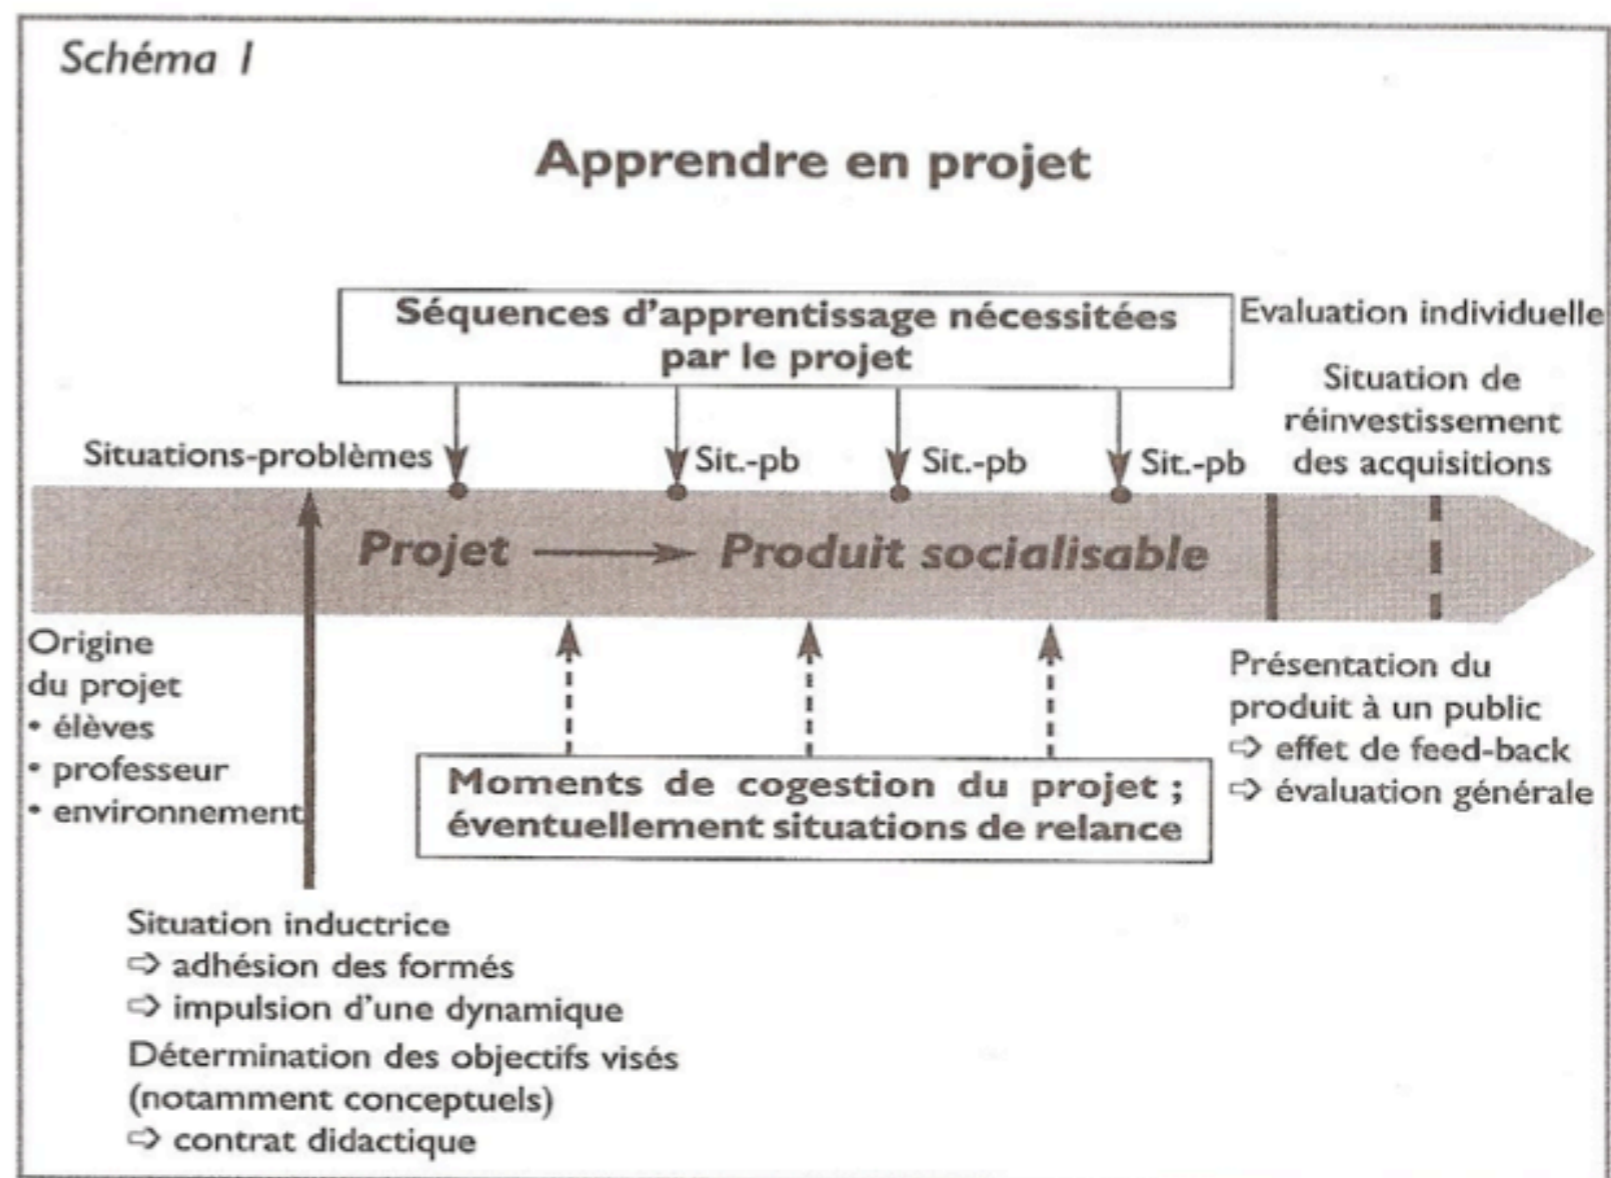 Schéma 1
Apprendre en projet
Séquences d'apprentissage nécessitées
par le projet
Evaluation individuelle
Situation de
réinvestissement
des acquisitions
Situations-problèmes
Sit.-pb
Sit.-pb
Sit.-pb
Projet
Produit socialisable
Origine
du projet
• élèves
• professeur
• environnement
Moments de cogestion du projet ;
éventuellement situations de relance
Présentation du
produit à un public
⇨ effet de feed-back
⇨ évaluation générale
Situation inductrice
⇨ adhésion des formés
⇨ impulsion d'une dynamique
Détermination des objectifs visés
(notamment conceptuels)
⇨ contrat didactique